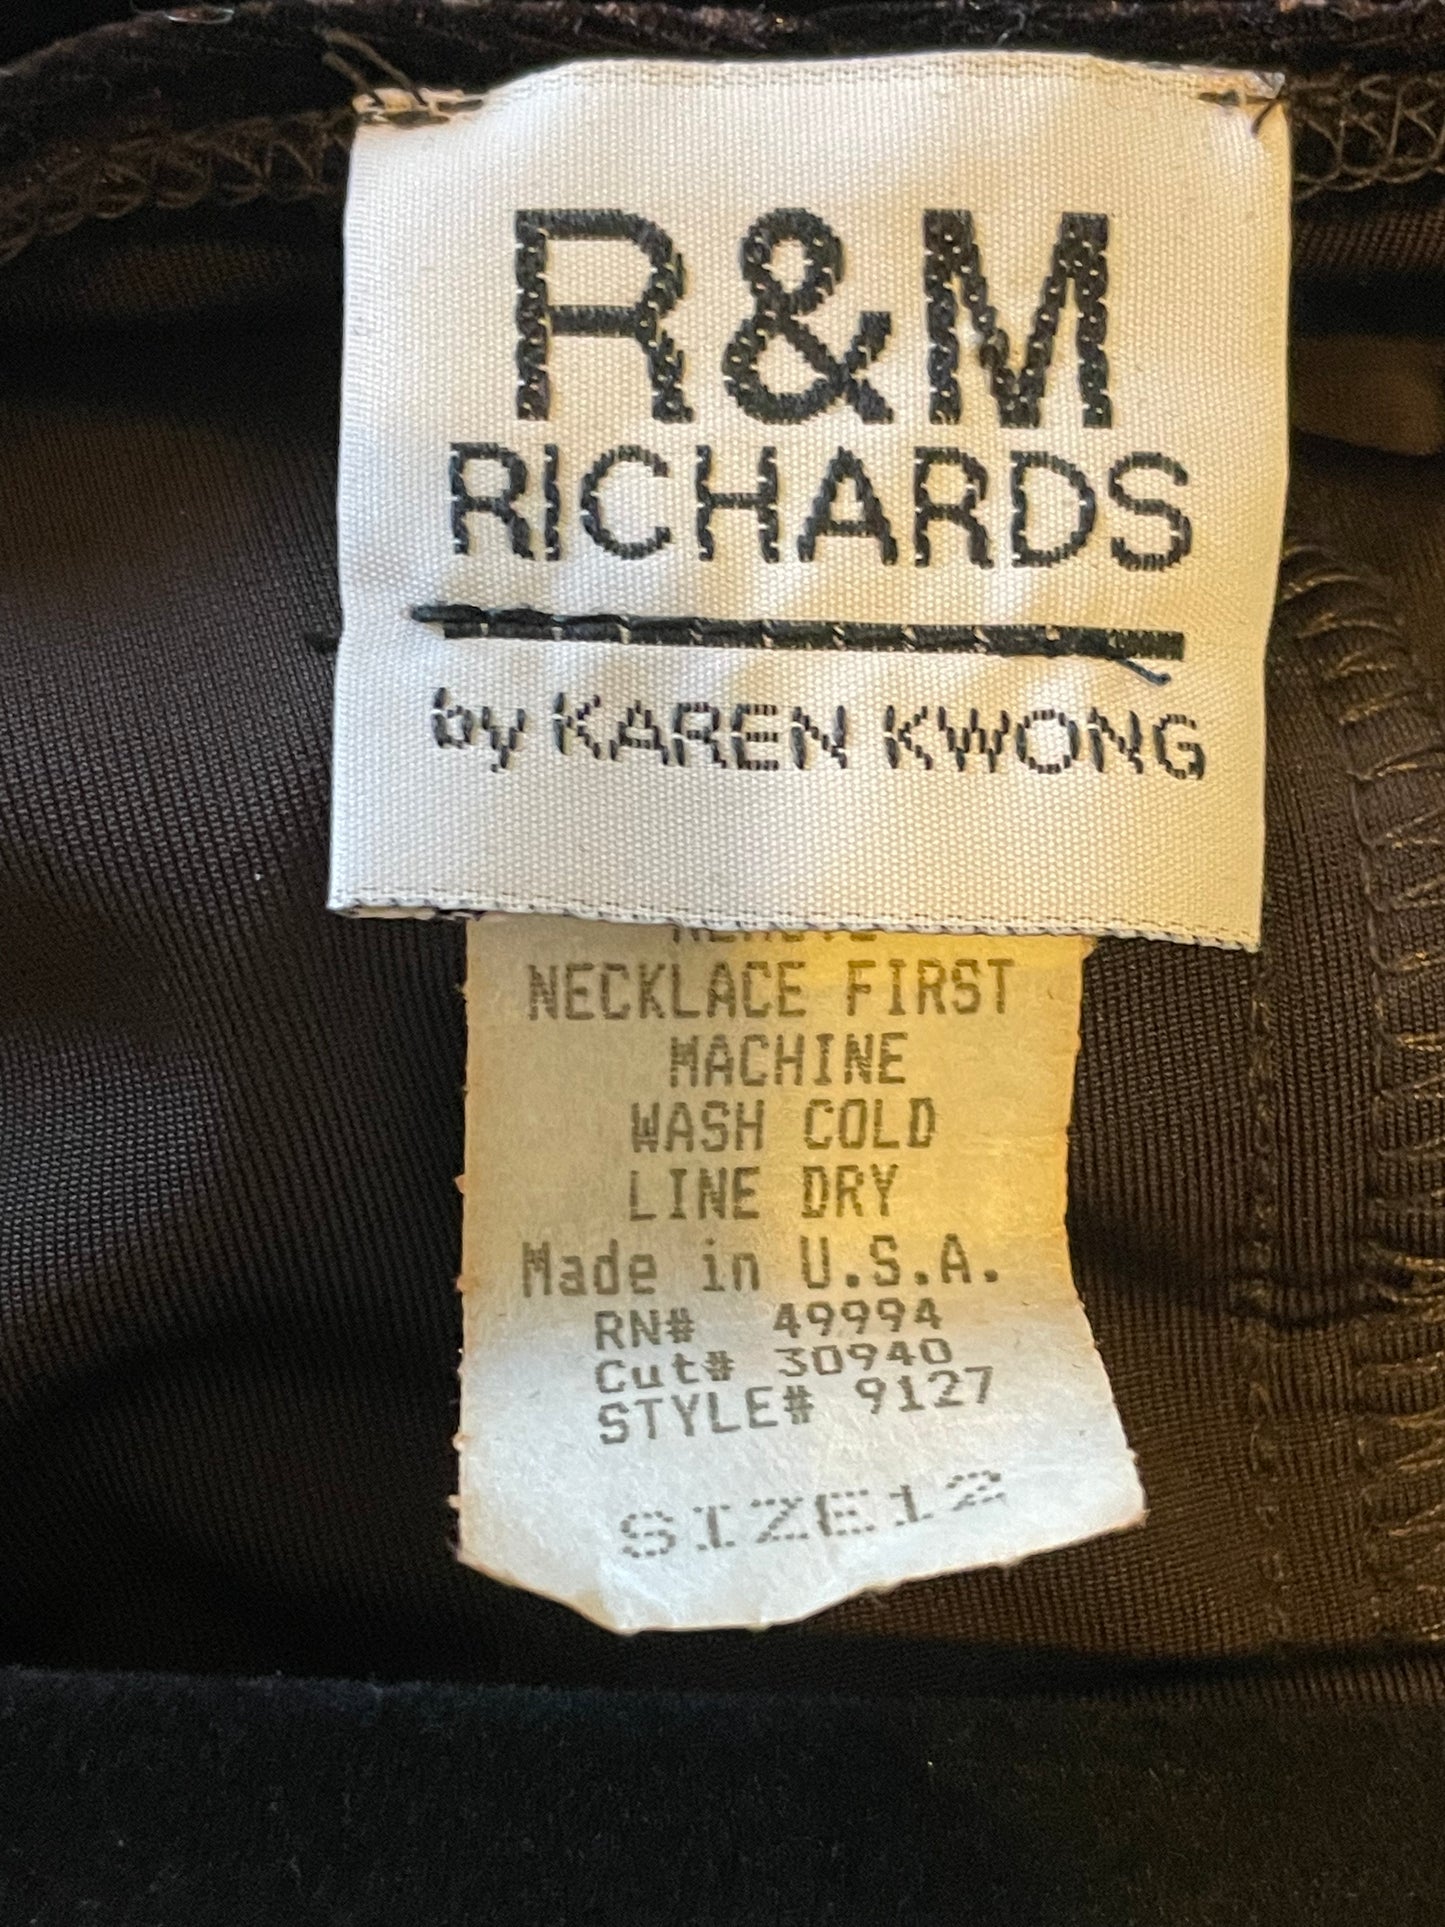 R&M
RICHARDS
by KAREN KWONG
REMOVE
NECKLACE FIRST
MACHINE
WASH COLD
LINE DRY
Made in U.S.A.
RN# 49994
Cut# 30940
STYLE# 9127
SIZE12